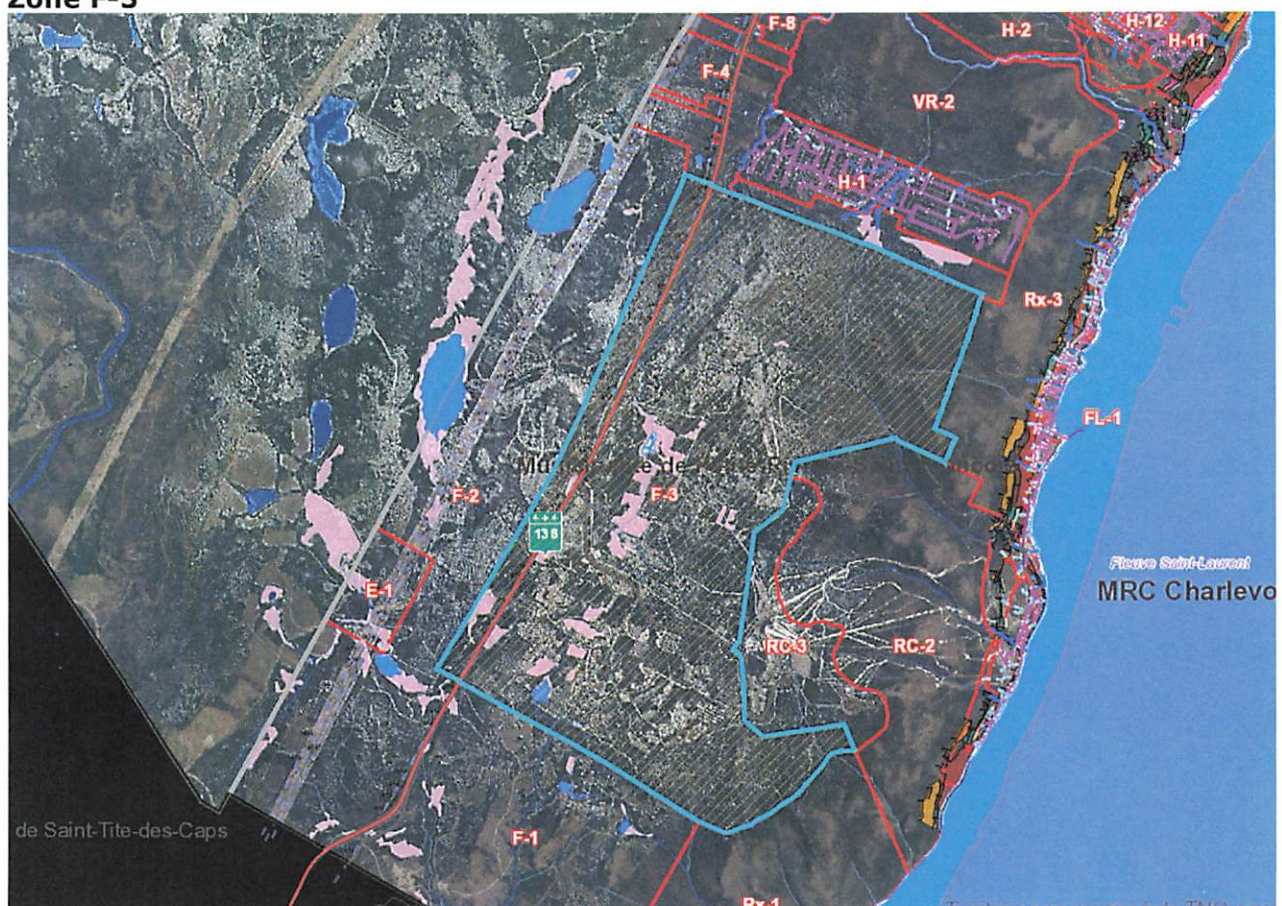 Zone F-3
F-8
H-2
H-12
H-11
F-4
VR-2
H-1
Rx-3
FL-1
F-2
F-3
138
Fleuve Saint-Laurent
MRC Charlevo
E-1
RC-3
RC-2
de Saint-Tite-des-Caps
F-1
Rx-1